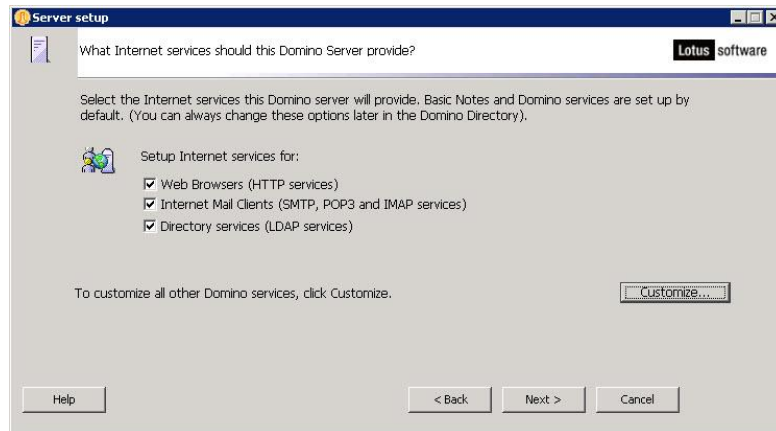 Server setup
What Internet services should this Domino Server provide?
Lotus software
Select the Internet services this Domino server will provide. Basic Notes and Domino services are set up by
default. (You can always change these options later in the Domino Directory).
Setup Internet services for:
Web Browsers (HTTP services)
Internet Mail Clients (SMTP, POP3 and IMAP services)
Directory services (LDAP services)
To customize all other Domino services, click Customize.
Customize...
Help
< Back
Next >
Cancel